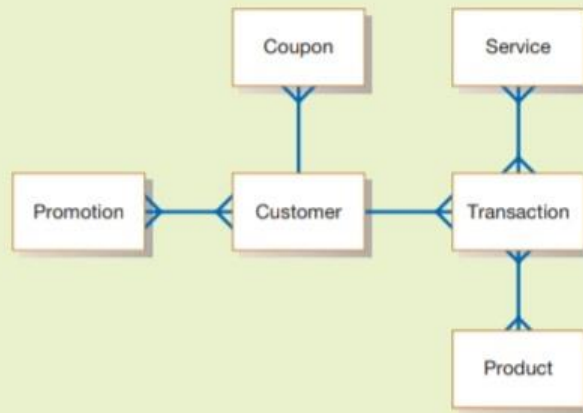 Coupon
Service
Promotion
Customer
Transaction
Product